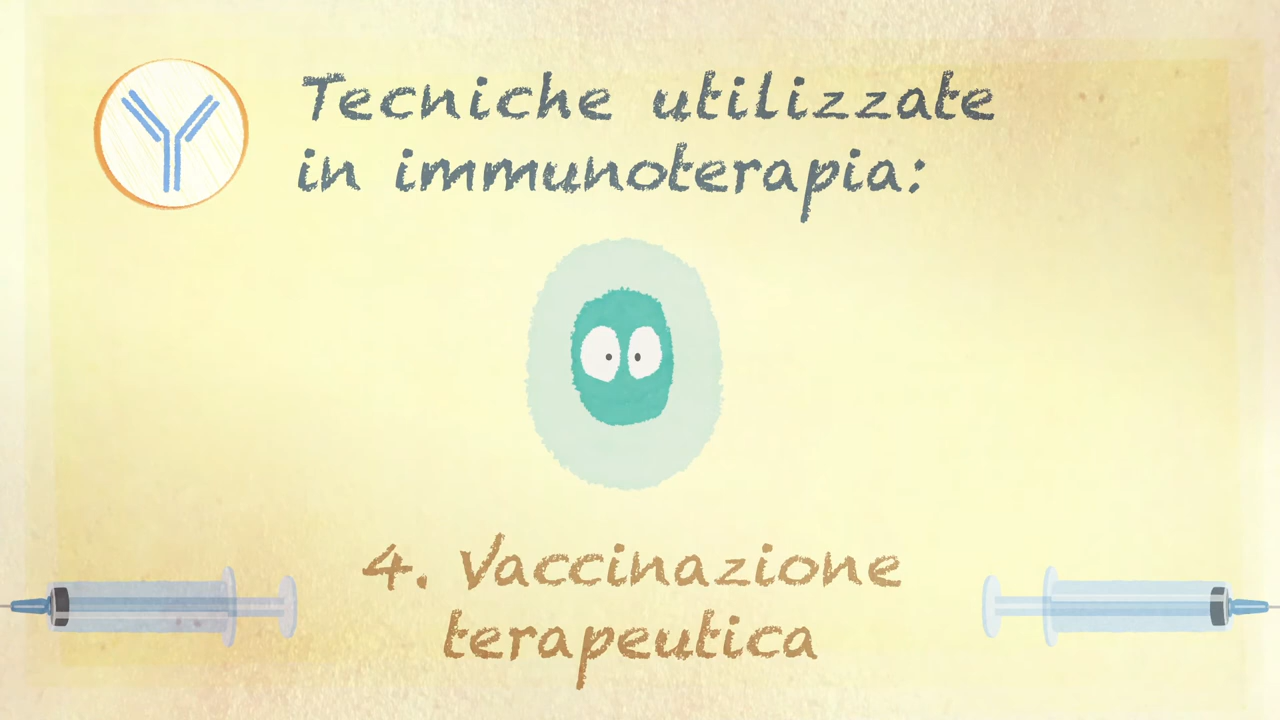 Tecniche utilizzate
in immunoterapia:
4. Vaccinazione
terapeutica